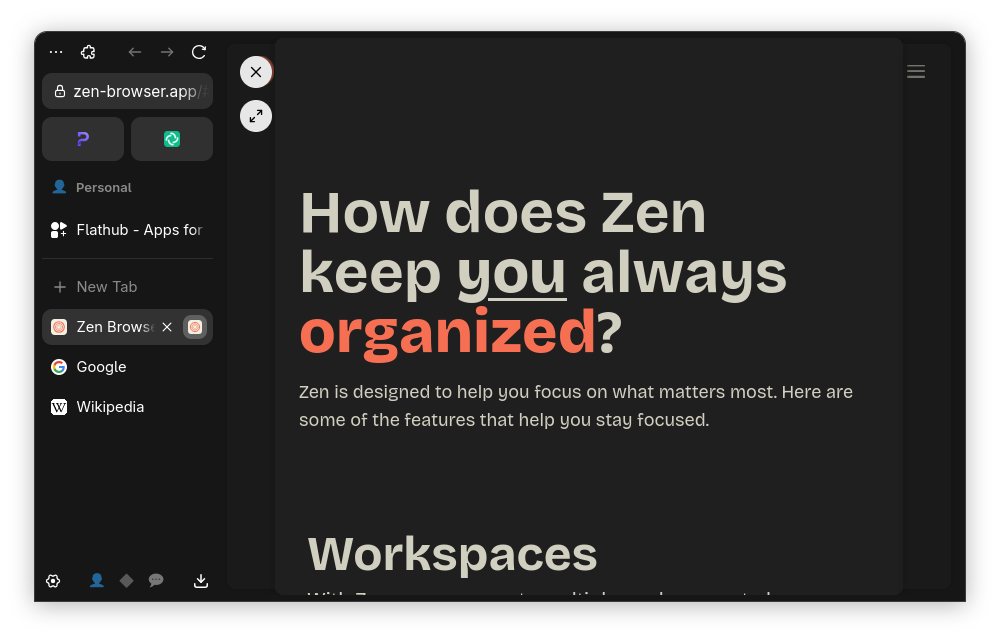 zen-browser.app/
Personal
Flathub - Apps for
New Tab
Zen Brows
Google
Wikipedia
How does Zen
keep you always
organized?
Zen is designed to help you focus on what matters most. Here are
some of the features that help you stay focused.
Workspaces